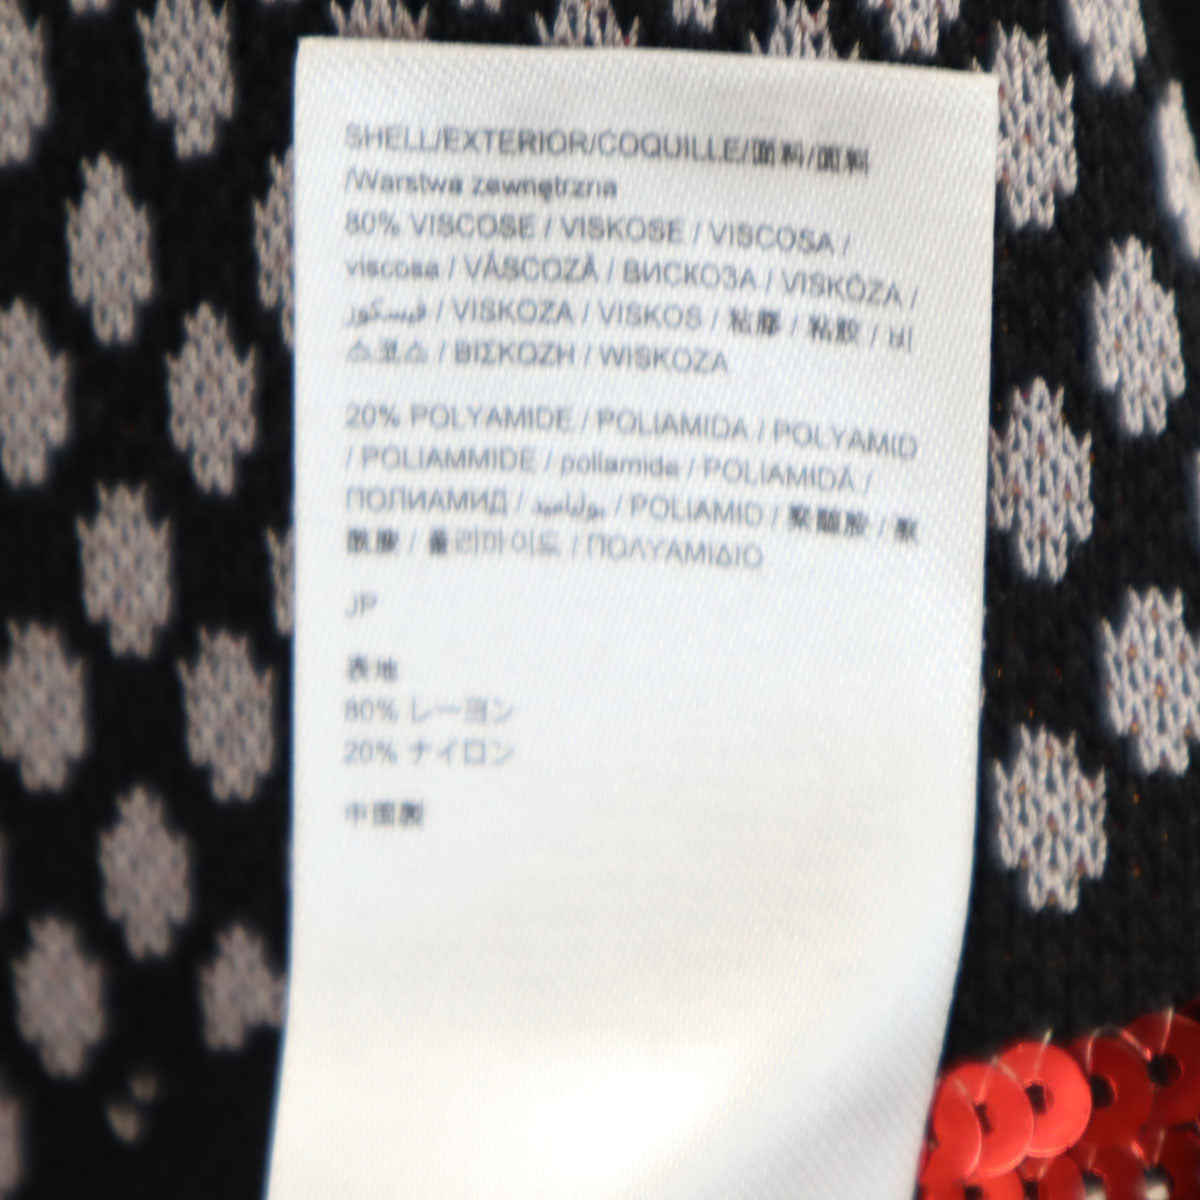 SHELL/EXTERIOR/COQUILLE/面料/面料
/Warstwa zewnętrzna
80% VISCOSE / VISKOSE / VISCOSA /
viscosa / VÂSCOZĂ / ВИСКОЗА / VISKÓZA /
فيسكوز / VISKOZA / VISKOS / 粘膠 / 粘胶 / 비
스코스 / ΒΙΣΚΟΖΗ / WISKOZA
20% POLYAMIDE / POLIAMIDA / POLYAMID
/ POLIAMMIDE / poliamida / POLIAMIDĂ /
ПОЛИАМИД / بولياميد / POLIAMID / 聚醯胺 / 聚
酰胺 / 폴리마이드 / ΠΟΛΥΑΜΙΔΙΟ
JP
表地
80% レーヨン
20% ナイロン
中国製